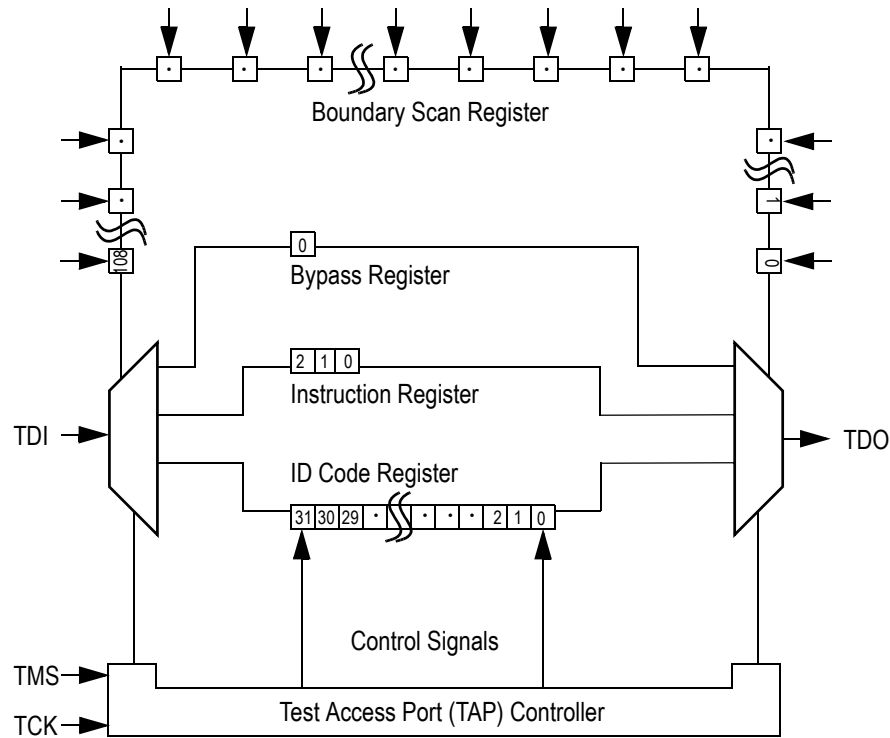 · · · · · · · ·
Boundary Scan Register
· ·
· 1
108 0
0
Bypass Register
2 1 0
Instruction Register
TDI TDO
ID Code Register
31 30 29 · · · · 2 1 0
Control Signals
TMS
Test Access Port (TAP) Controller
TCK